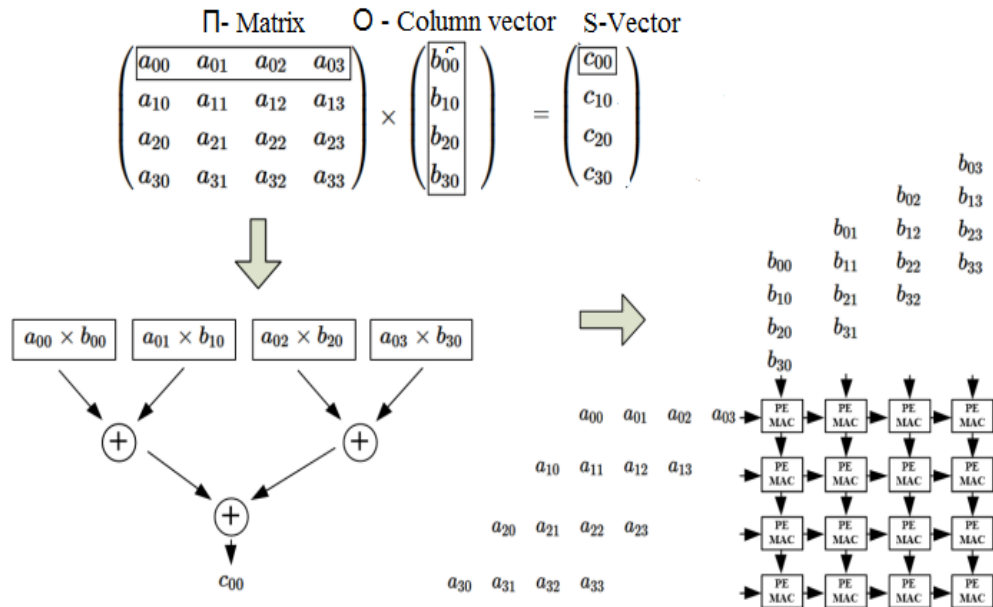 Π- Matrix O - Column vector S-Vector
a00 a01 a02 a03 b00 c00
a10 a11 a12 a13 b10 c10
× =
a20 a21 a22 a23 b20 c20
a30 a31 a32 a33 b30 c30
b03
b02 b13
b01 b12 b23
b00 b11 b22 b33
b10 b21 b32
b20 b31
b30
a00 × b00 a01 × b10 a02 × b20 a03 × b30
+ +
+
c00
a00 a01 a02 a03
PE PE PE PE
MAC MAC MAC MAC
a10 a11 a12 a13
PE PE PE PE
MAC MAC MAC MAC
a20 a21 a22 a23
PE PE PE PE
MAC MAC MAC MAC
a30 a31 a32 a33
PE PE PE PE
MAC MAC MAC MAC